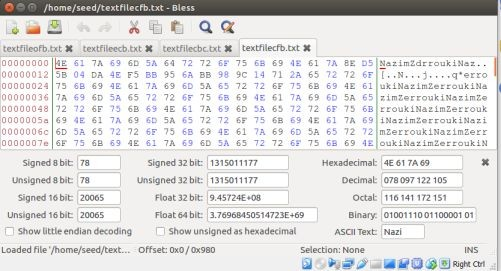 /home/seed/textfilecfb.txt - Bless
textfileofb.txt textfileecb.txt textfilecbc.txt textfilecfb.txt
00000000 4E 61 7A 69 6D 5A 64 72 72 6F 75 6B 69 4E 61 7A 8E D5 NazimZdrroukiNaz..
00000012 5B 04 DA 4E F5 BB 95 6A BB 98 9C 14 71 2A 65 72 72 6F [..N...j....q*erro
00000024 75 6B 69 4E 61 7A 69 6D 5A 65 72 72 6F 75 6B 69 4E 61 ukiNazimZerroukiNa
00000036 7A 69 6D 5A 65 72 72 6F 75 6B 69 4E 61 7A 69 6D 5A 65 zimZerroukiNazimZe
00000048 72 72 6F 75 6B 69 4E 61 7A 69 6D 5A 65 72 72 6F 75 6B rroukiNazimZerrouk
0000005a 69 4E 61 7A 69 6D 5A 65 72 72 6F 75 6B 69 4E 61 7A 69 iNazimZerroukiNazi
0000006c 6D 5A 65 72 72 6F 75 6B 69 4E 61 7A 69 6D 5A 65 72 72 mZerroukiNazimZerr
0000007e 6F 75 6B 69 4E 61 7A 69 6D 5A 65 72 72 6F 75 6B 69 4E oukiNazimZerroukiN
Signed 8 bit: 78 Signed 32 bit: 1315011177 Hexadecimal: 4E 61 7A 69
Unsigned 8 bit: 78 Unsigned 32 bit: 1315011177 Decimal: 078 097 122 105
Signed 16 bit: 20065 Float 32 bit: 9.45724E+08 Octal: 116 141 172 151
Unsigned 16 bit: 20065 Float 64 bit: 3.76968450514723E+69 Binary: 01001110 01100001 01
Show little endian decoding Show unsigned as hexadecimal ASCII Text: Nazi
Loaded file '/home/seed/text... Offset: 0x0 / 0x980 Selection: None INS
Right Ctrl